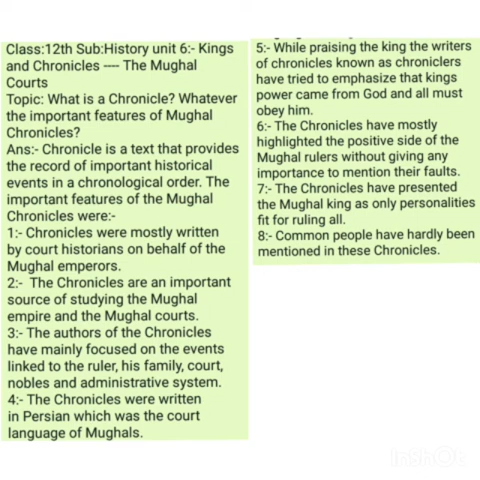 Class:12th Sub:History unit 6:- Kings
and Chronicles ---- The Mughal
Courts
Topic: What is a Chronicle? Whatever
the important features of Mughal
Chronicles?
Ans:- Chronicle is a text that provides
the record of important historical
events in a chronological order. The
important features of the Mughal
Chronicles were:-
1:- Chronicles were mostly written
by court historians on behalf of the
Mughal emperors.
2:- The Chronicles are an important
source of studying the Mughal
empire and the Mughal courts.
3:- The authors of the Chronicles
have mainly focused on the events
linked to the ruler, his family, court,
nobles and administrative system.
4:- The Chronicles were written
in Persian which was the court
language of Mughals.
5:- While praising the king the writers
of chronicles known as chroniclers
have tried to emphasize that kings
power came from God and all must
obey him.
6:- The Chronicles have mostly
highlighted the positive side of the
Mughal rulers without giving any
importance to mention their faults.
7:- The Chronicles have presented
the Mughal king as only personalities
fit for ruling all.
8:- Common people have hardly been
mentioned in these Chronicles.
InShOt